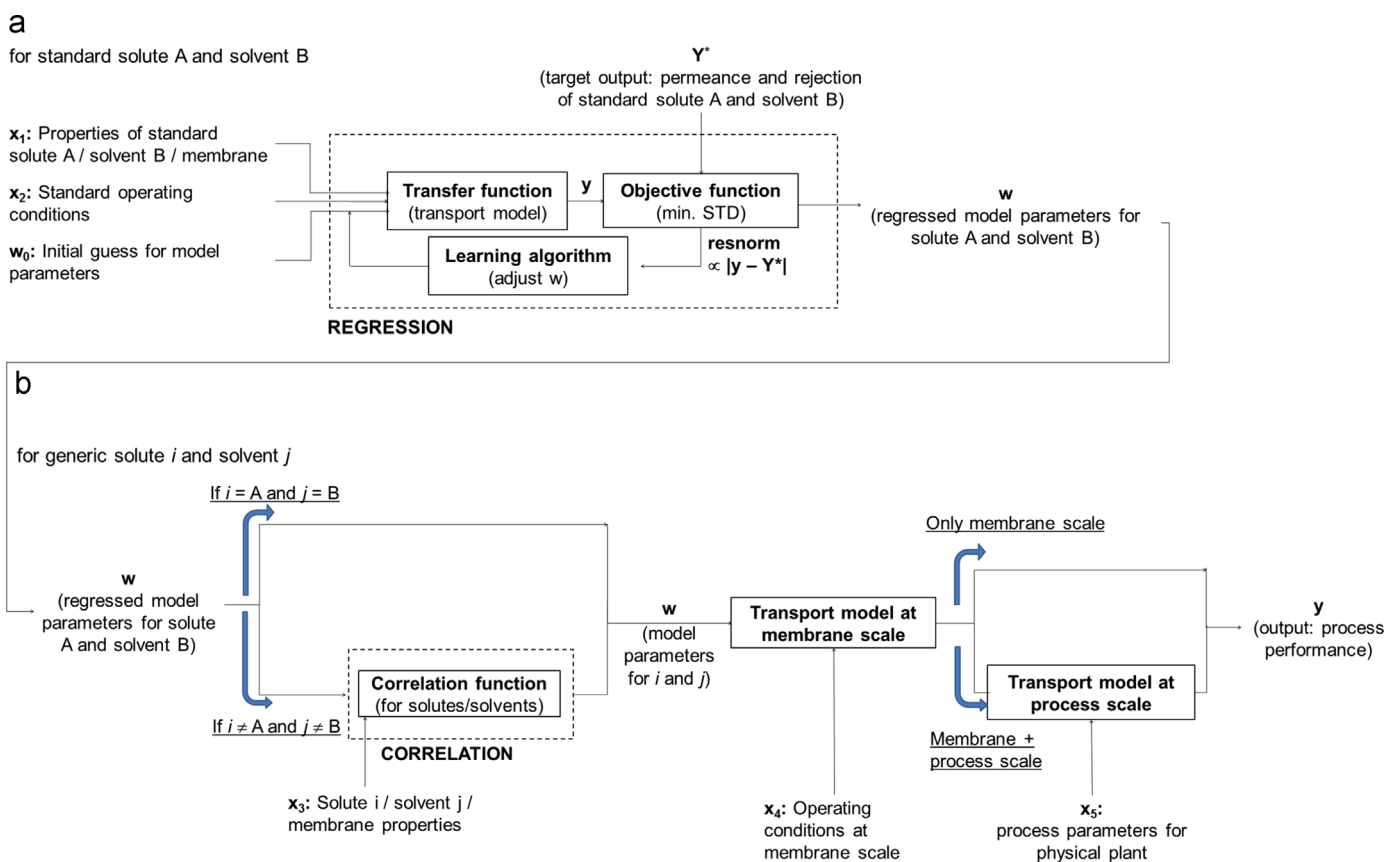 a
for standard solute A and solvent B
Y*
(target output: permeance and rejection
of standard solute A and solvent B)
x1: Properties of standard
solute A / solvent B / membrane
x2: Standard operating
conditions
w0: Initial guess for model
parameters
Transfer function
(transport model)
y
Objective function
(min. STD)
Learning algorithm
(adjust w)
resnorm
∝ |y – Y*|
REGRESSION
w
(regressed model parameters for
solute A and solvent B)
b
for generic solute i and solvent j
If i = A and j = B
w
(regressed model
parameters for solute
A and solvent B)
If i ≠ A and j ≠ B
Correlation function
(for solutes/solvents)
CORRELATION
x3: Solute i / solvent j /
membrane properties
w
(model
parameters
for i and j)
Transport model at
membrane scale
x4: Operating
conditions at
membrane scale
Only membrane scale
Membrane +
process scale
Transport model at
process scale
x5:
process parameters for
physical plant
y
(output: process
performance)